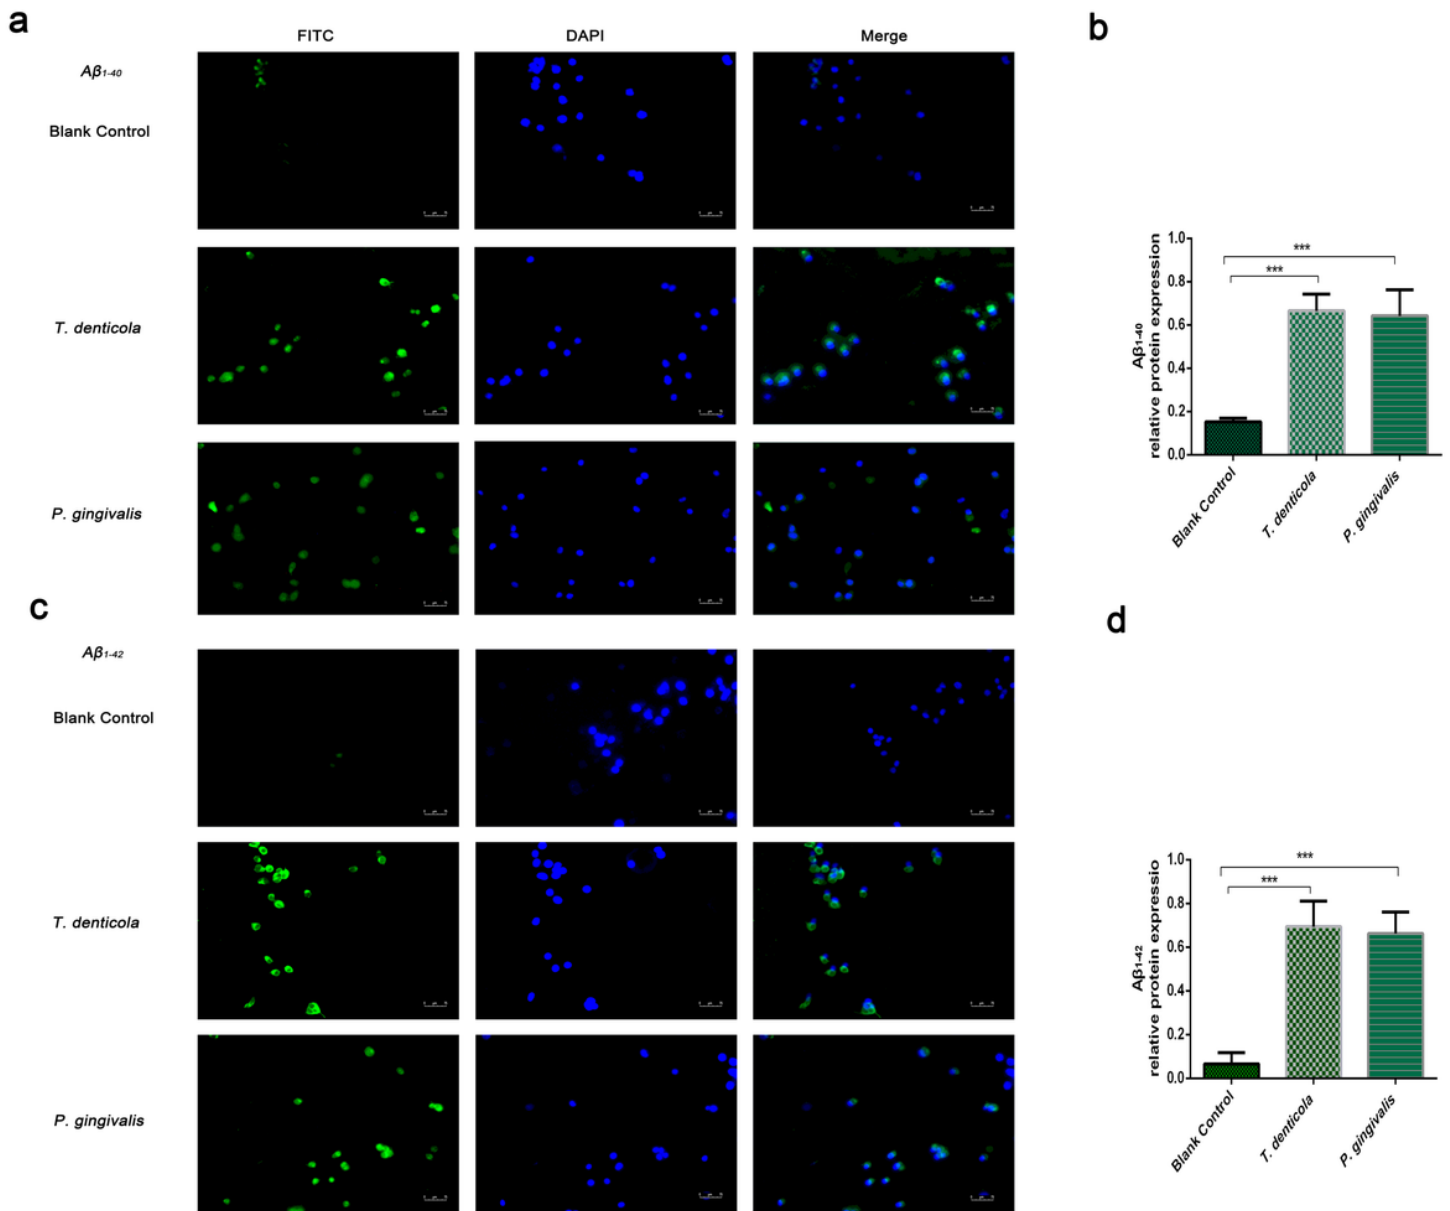 a
FITC DAPI Merge
Aβ1-40
Blank Control
T. denticola
P. gingivalis
b
Aβ1-40
relative protein expression
1.0
0.8
0.6
0.4
0.2
0.0
***
***
Blank Control
T. denticola
P. gingivalis
c
Aβ1-42
Blank Control
T. denticola
P. gingivalis
d
Aβ1-42
relative protein expressio
1.0
0.8
0.6
0.4
0.2
0.0
***
***
Blank Control
T. denticola
P. gingivalis